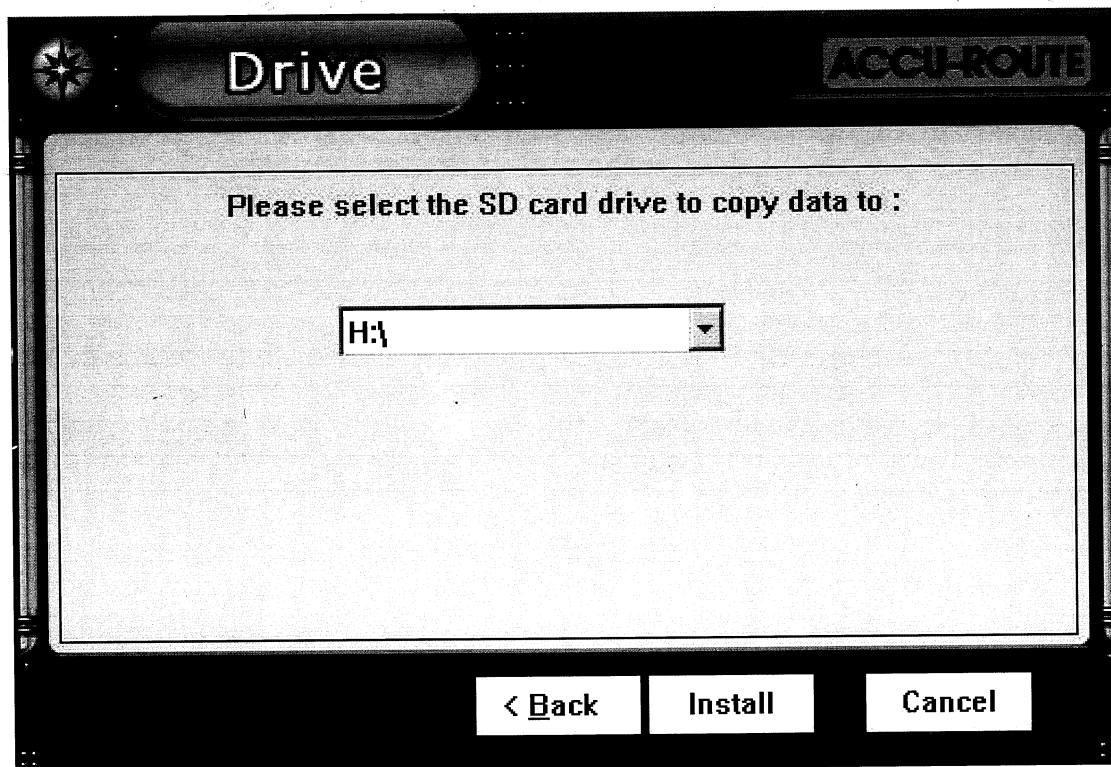 Drive
ACCU-ROUTE
Please select the SD card drive to copy data to :
H:\
< Back
Install
Cancel